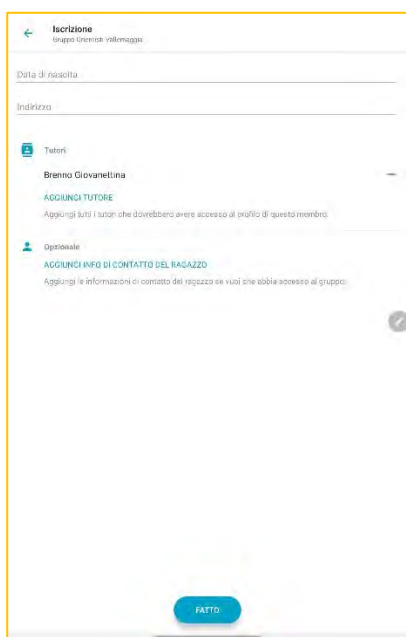 Iscrizione
Gruppo Orientisti Vallemaggia
Data di nascita
Indirizzo
Tutori
Brenno Giovanettina
AGGIUNGI TUTORE
Aggiungi tutti i tutori che dovrebbero avere accesso al profilo di questo membro.
Opzionale
AGGIUNGI INFO DI CONTATTO DEL RAGAZZO
Aggiungi le informazioni di contatto del ragazzo se vuoi che abbia accesso al gruppo.
FATTO